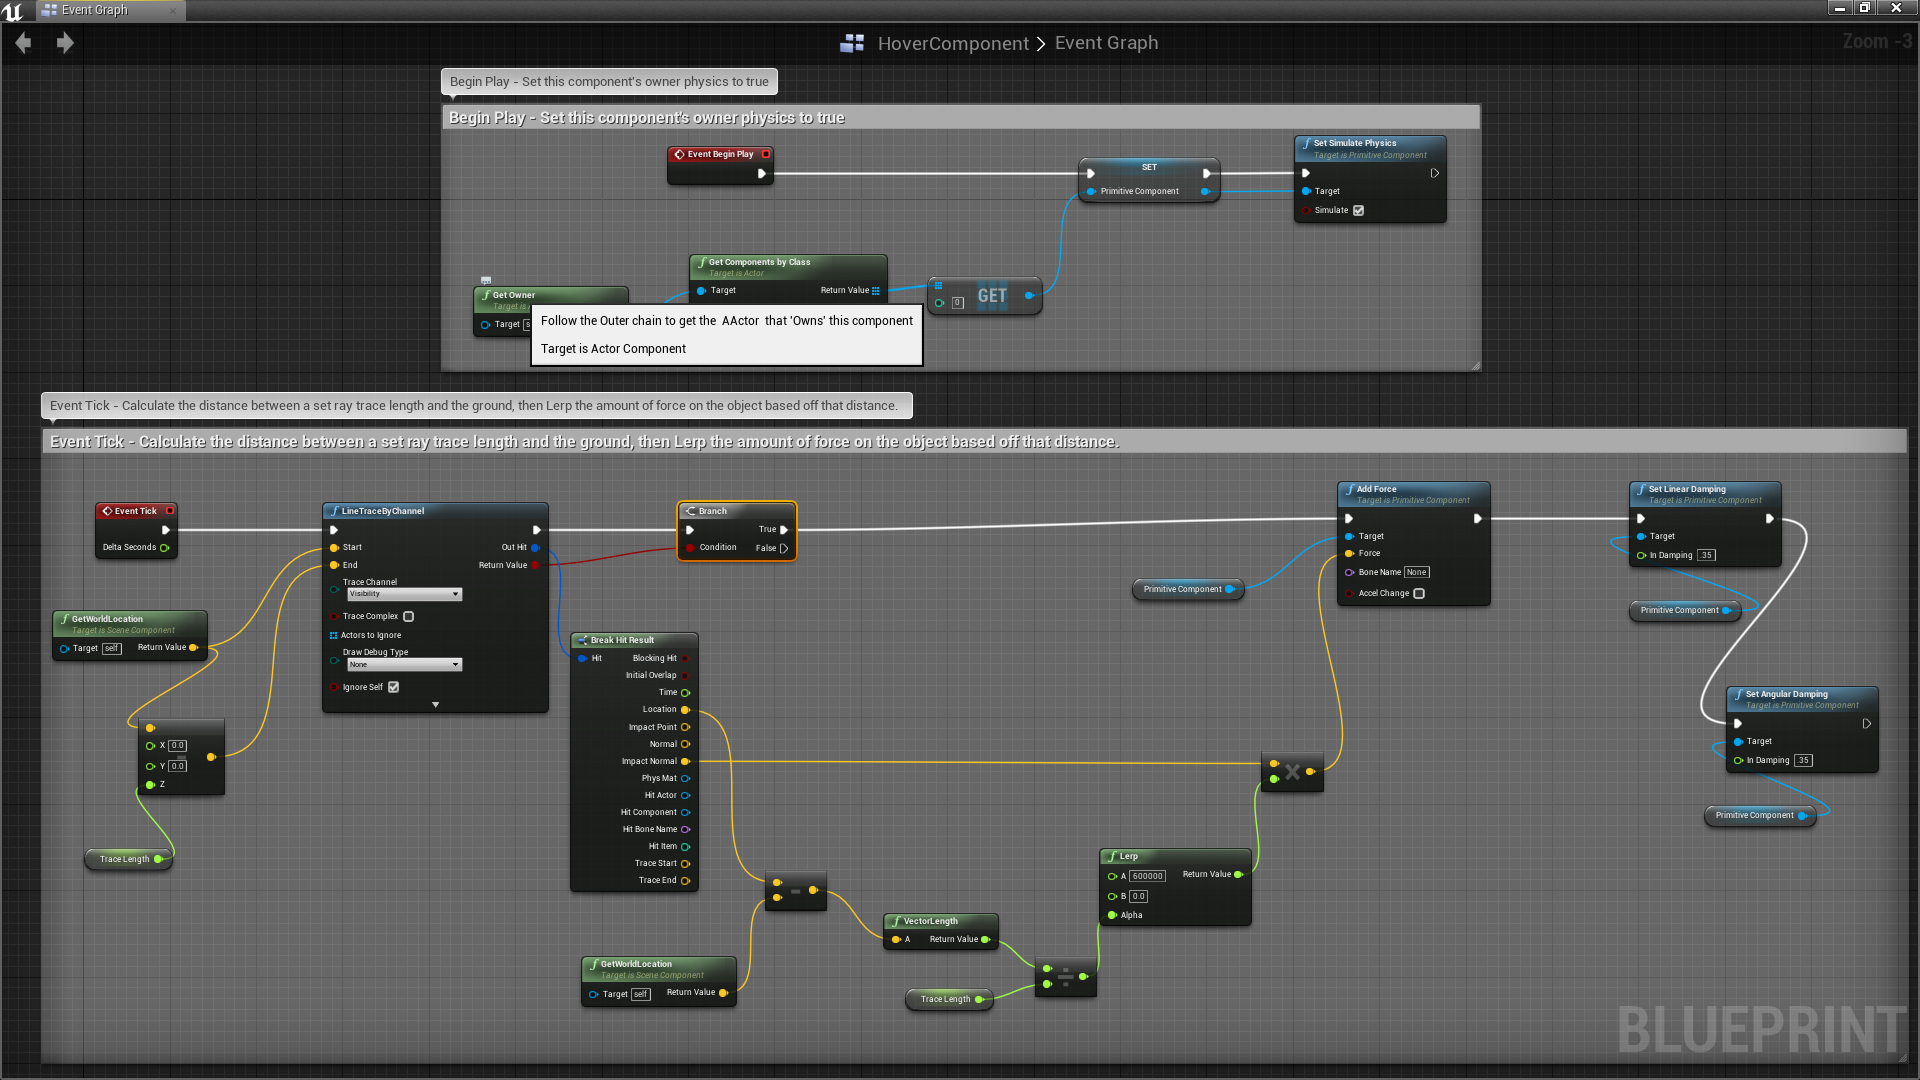 Event Graph
HoverComponent > Event Graph
Zoom -3
Begin Play - Set this component's owner physics to true
Begin Play - Set this component's owner physics to true
Event Begin Play
SET
Primitive Component
Set Simulate Physics
Target is Primitive Component
Target
Simulate
Get Components by Class
Target is Actor
Target
Return Value
0
GET
Get Owner
Target is
Target
Follow the Outer chain to get the AActor that 'Owns' this component
Target is Actor Component
Event Tick - Calculate the distance between a set ray trace length and the ground, then Lerp the amount of force on the object based off that distance.
Event Tick - Calculate the distance between a set ray trace length and the ground, then Lerp the amount of force on the object based off that distance.
Event Tick
Delta Seconds
LineTraceByChannel
Start
Out Hit
End
Return Value
Trace Channel
Visibility
Trace Complex
Actors to Ignore
Draw Debug Type
None
Ignore Self
Branch
True
Condition
False
GetWorldLocation
Target is Scene Component
Target self
Return Value
X 0.0
Y 0.0
Z
Trace Length
Break Hit Result
Hit
Blocking Hit
Initial Overlap
Time
Location
Impact Point
Normal
Impact Normal
Phys Mat
Hit Actor
Hit Component
Hit Bone Name
Hit Item
Trace Start
Trace End
GetWorldLocation
Target is Scene Component
Target self
Return Value
VectorLength
A
Return Value
Trace Length
Lerp
A 600000
Return Value
B 0.0
Alpha
Primitive Component
Add Force
Target is Primitive Component
Target
Force
Bone Name None
Accel Change
Set Linear Damping
Target is Primitive Component
Target
In Damping .35
Primitive Component
Set Angular Damping
Target is Primitive Component
Target
In Damping .35
Primitive Component
BLUEPRINT